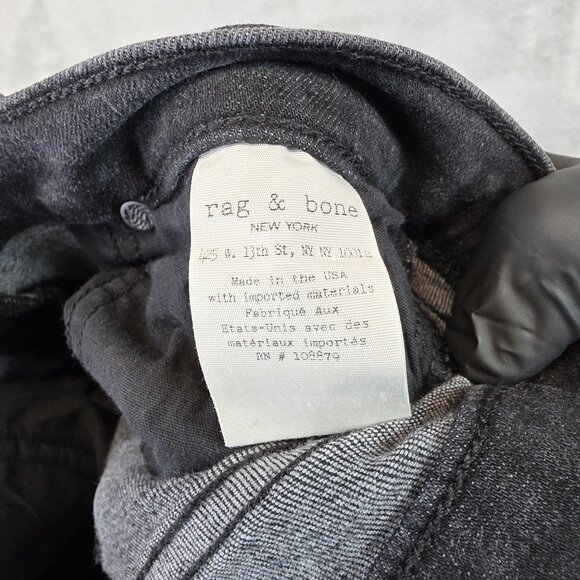 rag & bone
NEW YORK
425 W. 13th St, NY NY 10014
Made in the USA
with imported materials
Fabriqué Aux
Etats-Unis avec des
matériaux importés
RN # 108879